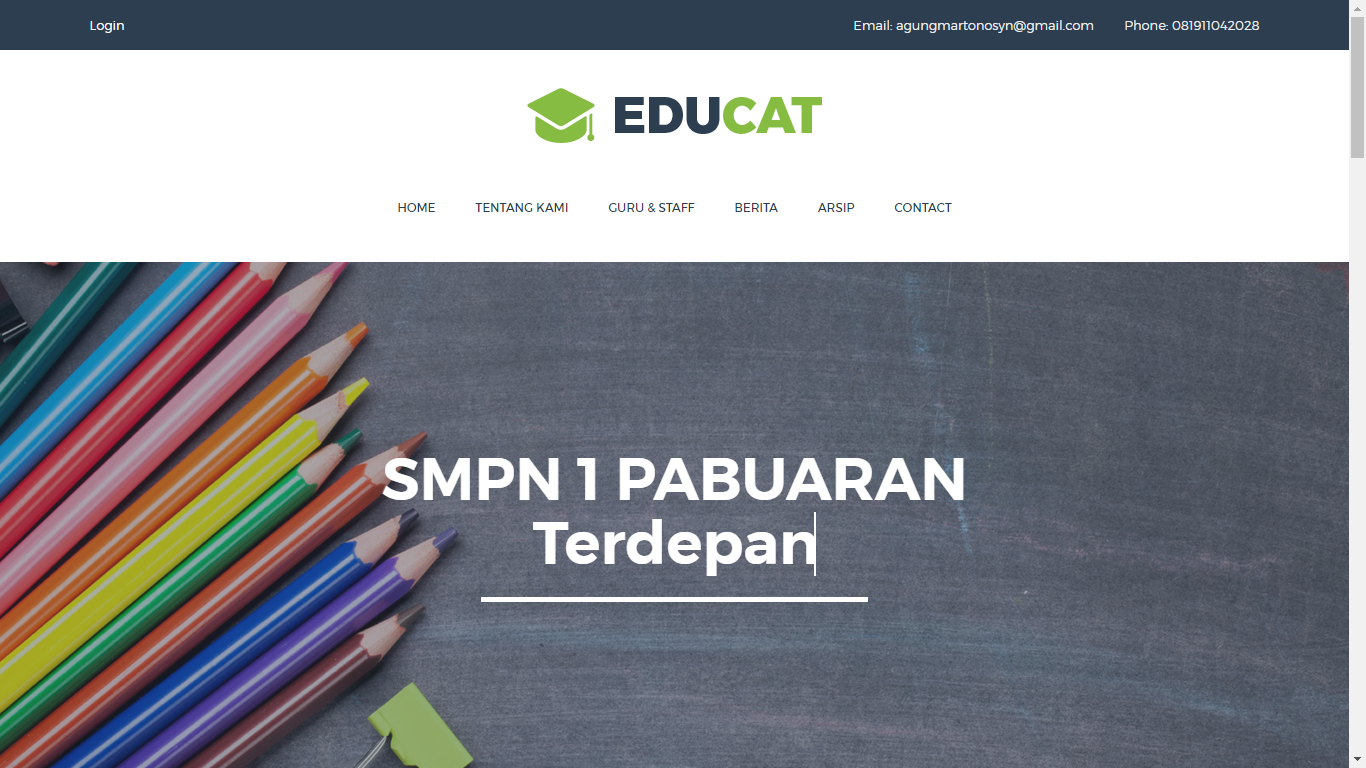 Login
Email: agungmartonosyn@gmail.com
Phone: 081911042028
EDUCAT
HOME
TENTANG KAMI
GURU & STAFF
BERITA
ARSIP
CONTACT
SMPN 1 PABUARAN
Terdepan